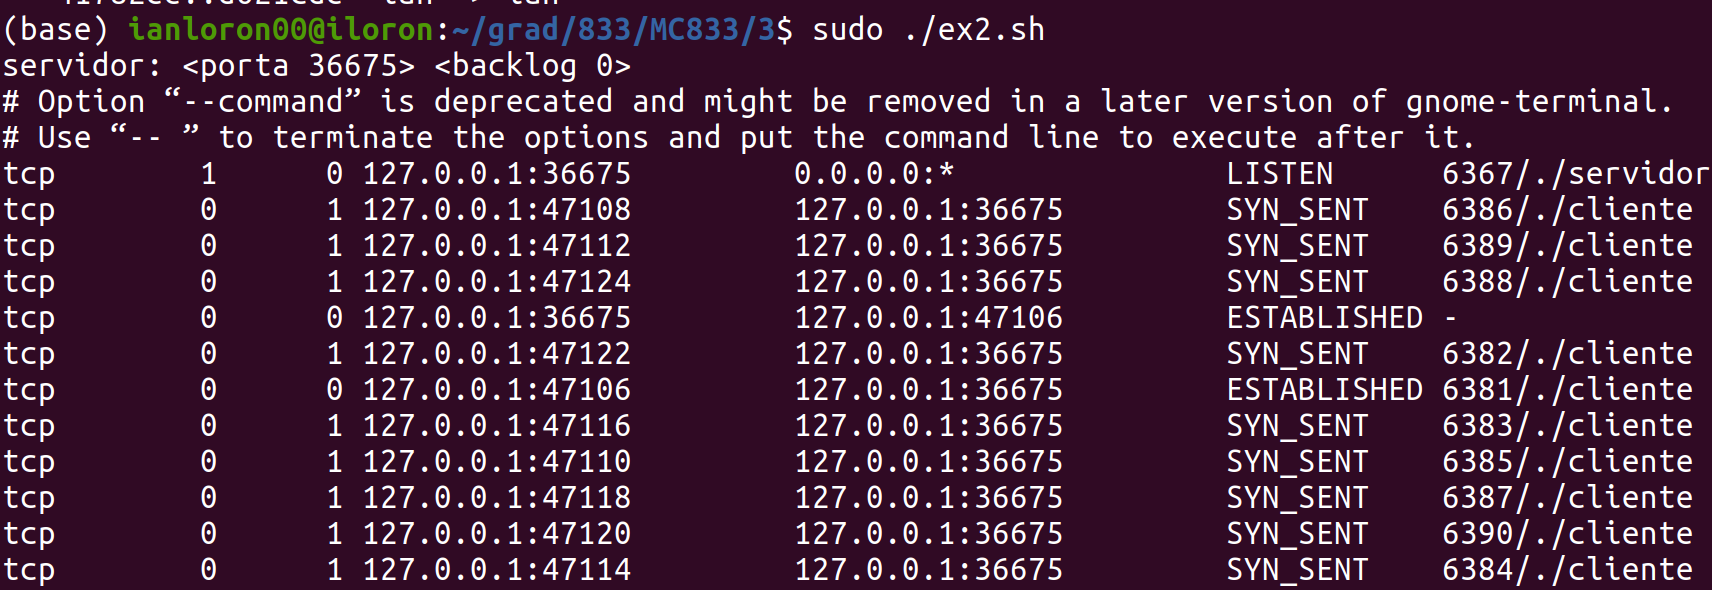 (base) ianloron00@iloron:~/grad/833/MC833/3$ sudo ./ex2.sh
servidor: <porta 36675> <backlog 0>
# Option “--command” is deprecated and might be removed in a later version of gnome-terminal.
# Use “-- ” to terminate the options and put the command line to execute after it.
tcp        1      0 127.0.0.1:36675         0.0.0.0:*               LISTEN      6367/./servidor
tcp        0      1 127.0.0.1:47108         127.0.0.1:36675         SYN_SENT    6386/./cliente
tcp        0      1 127.0.0.1:47112         127.0.0.1:36675         SYN_SENT    6389/./cliente
tcp        0      1 127.0.0.1:47124         127.0.0.1:36675         SYN_SENT    6388/./cliente
tcp        0      0 127.0.0.1:36675         127.0.0.1:47106         ESTABLISHED -
tcp        0      1 127.0.0.1:47122         127.0.0.1:36675         SYN_SENT    6382/./cliente
tcp        0      0 127.0.0.1:47106         127.0.0.1:36675         ESTABLISHED 6381/./cliente
tcp        0      1 127.0.0.1:47116         127.0.0.1:36675         SYN_SENT    6383/./cliente
tcp        0      1 127.0.0.1:47110         127.0.0.1:36675         SYN_SENT    6385/./cliente
tcp        0      1 127.0.0.1:47118         127.0.0.1:36675         SYN_SENT    6387/./cliente
tcp        0      1 127.0.0.1:47120         127.0.0.1:36675         SYN_SENT    6390/./cliente
tcp        0      1 127.0.0.1:47114         127.0.0.1:36675         SYN_SENT    6384/./cliente